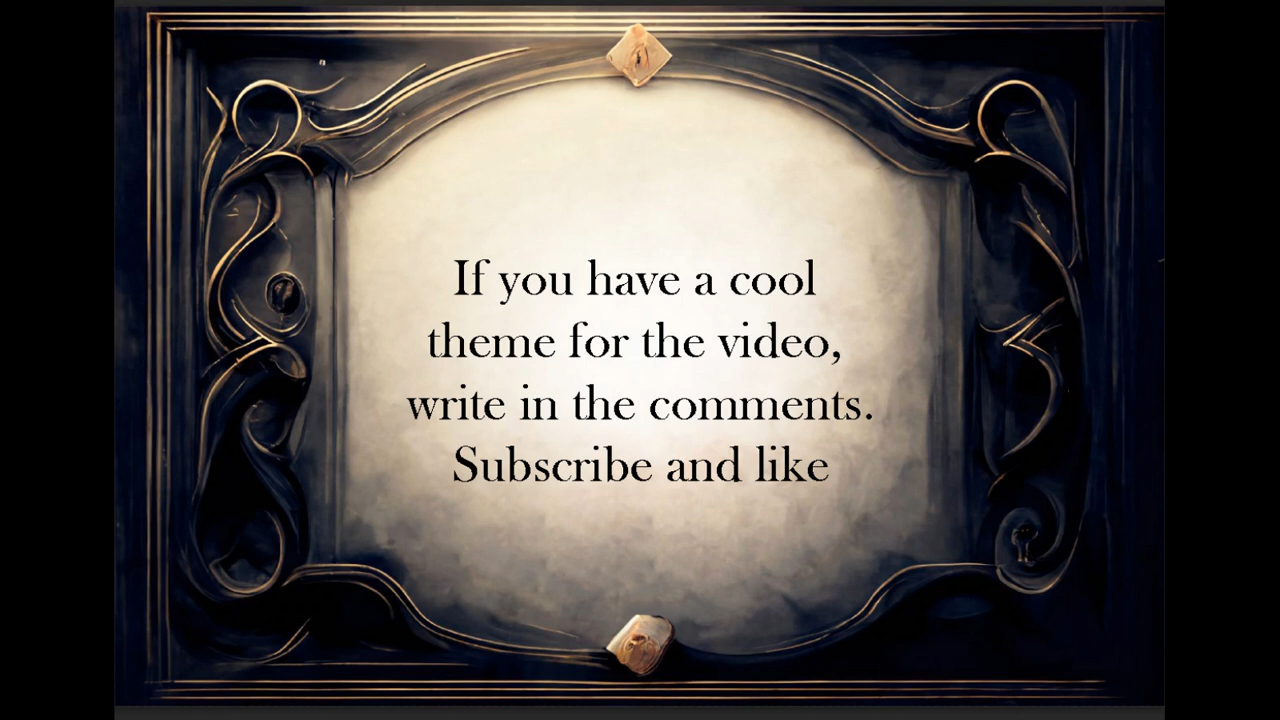 If you have a cool
theme for the video,
write in the comments.
Subscribe and like